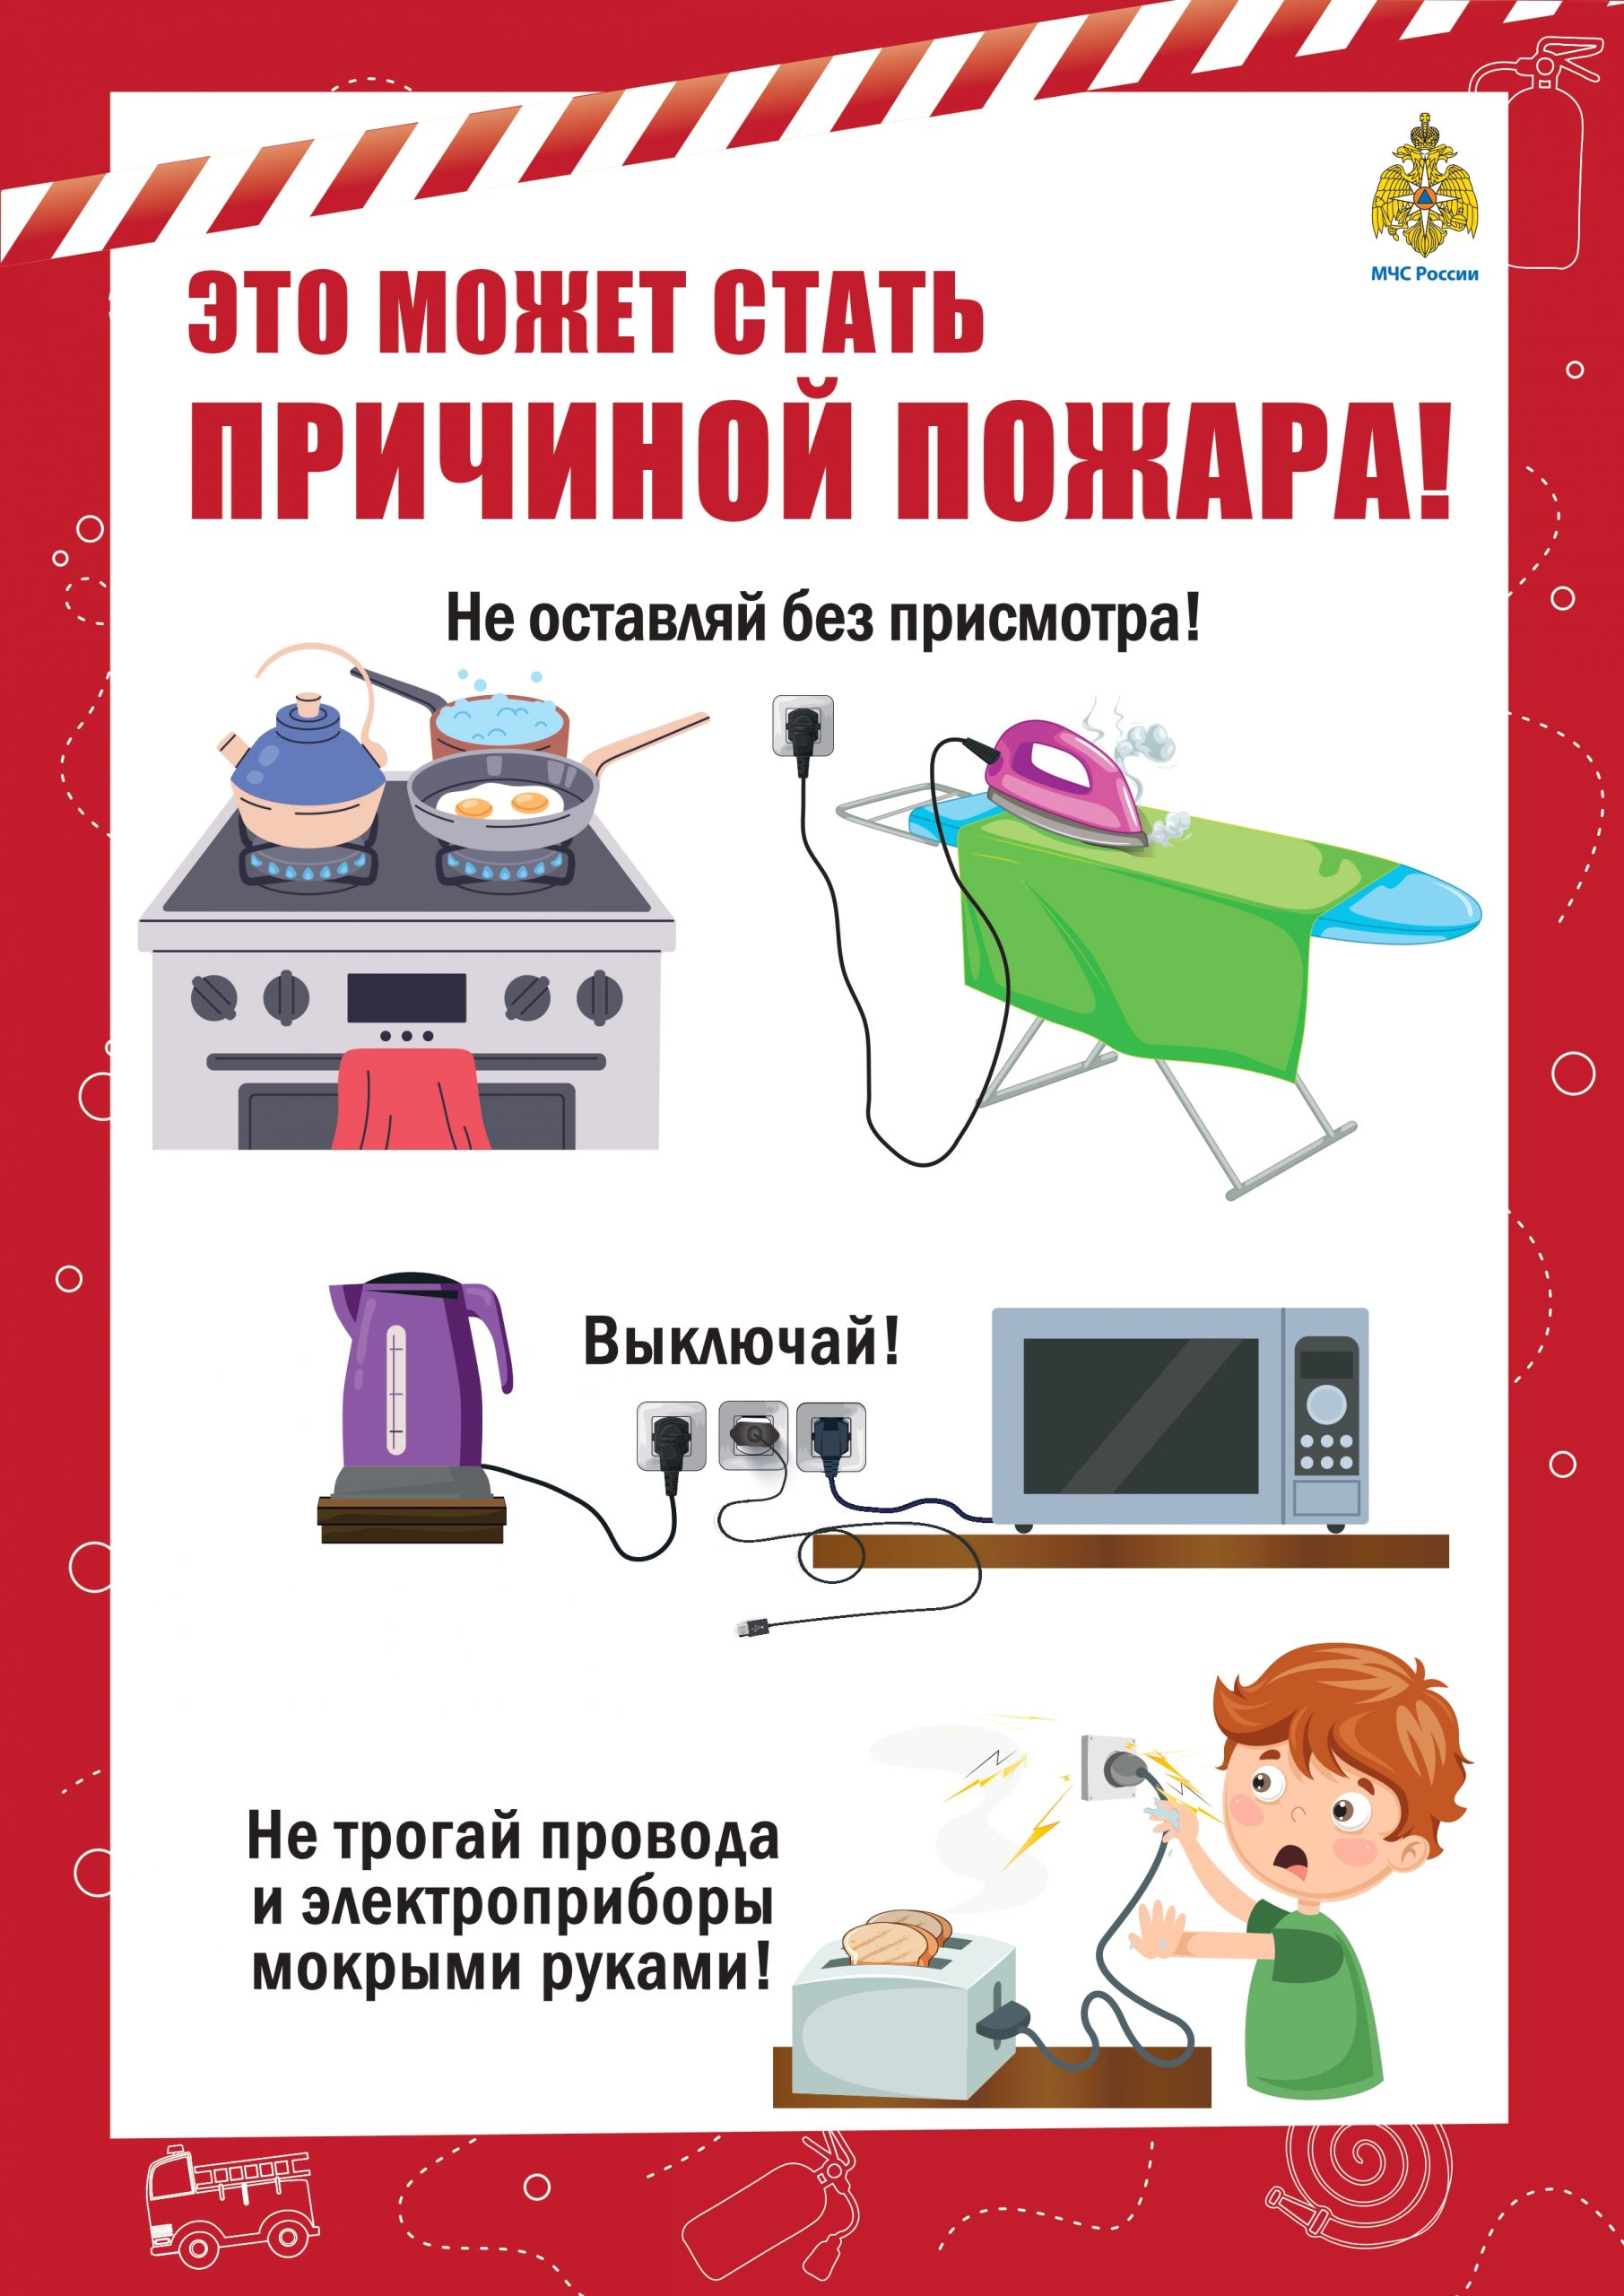 МЧС России
ЭТО МОЖЕТ СТАТЬ
ПРИЧИНОЙ ПОЖАРА!
Не оставляй без присмотра!
Выключай!
Не трогай провода
и электроприборы
мокрыми руками!